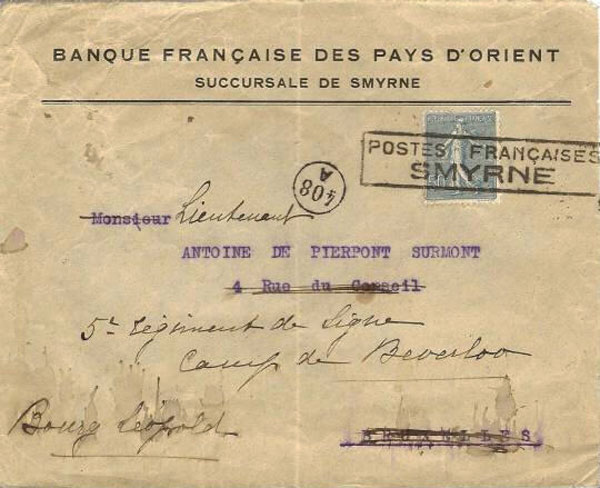 BANQUE FRANÇAISE DES PAYS D'ORIENT
SUCCURSALE DE SMYRNE
POSTES FRANÇAISES
SMYRNE
408
A
Monsieur Lieutenant
ANTOINE DE PIERPONT SURMONT
4 Rue du Conseil
5e Régiment de Ligne
Camp de Beverloo
Bourg Léopold
BRUXELLES